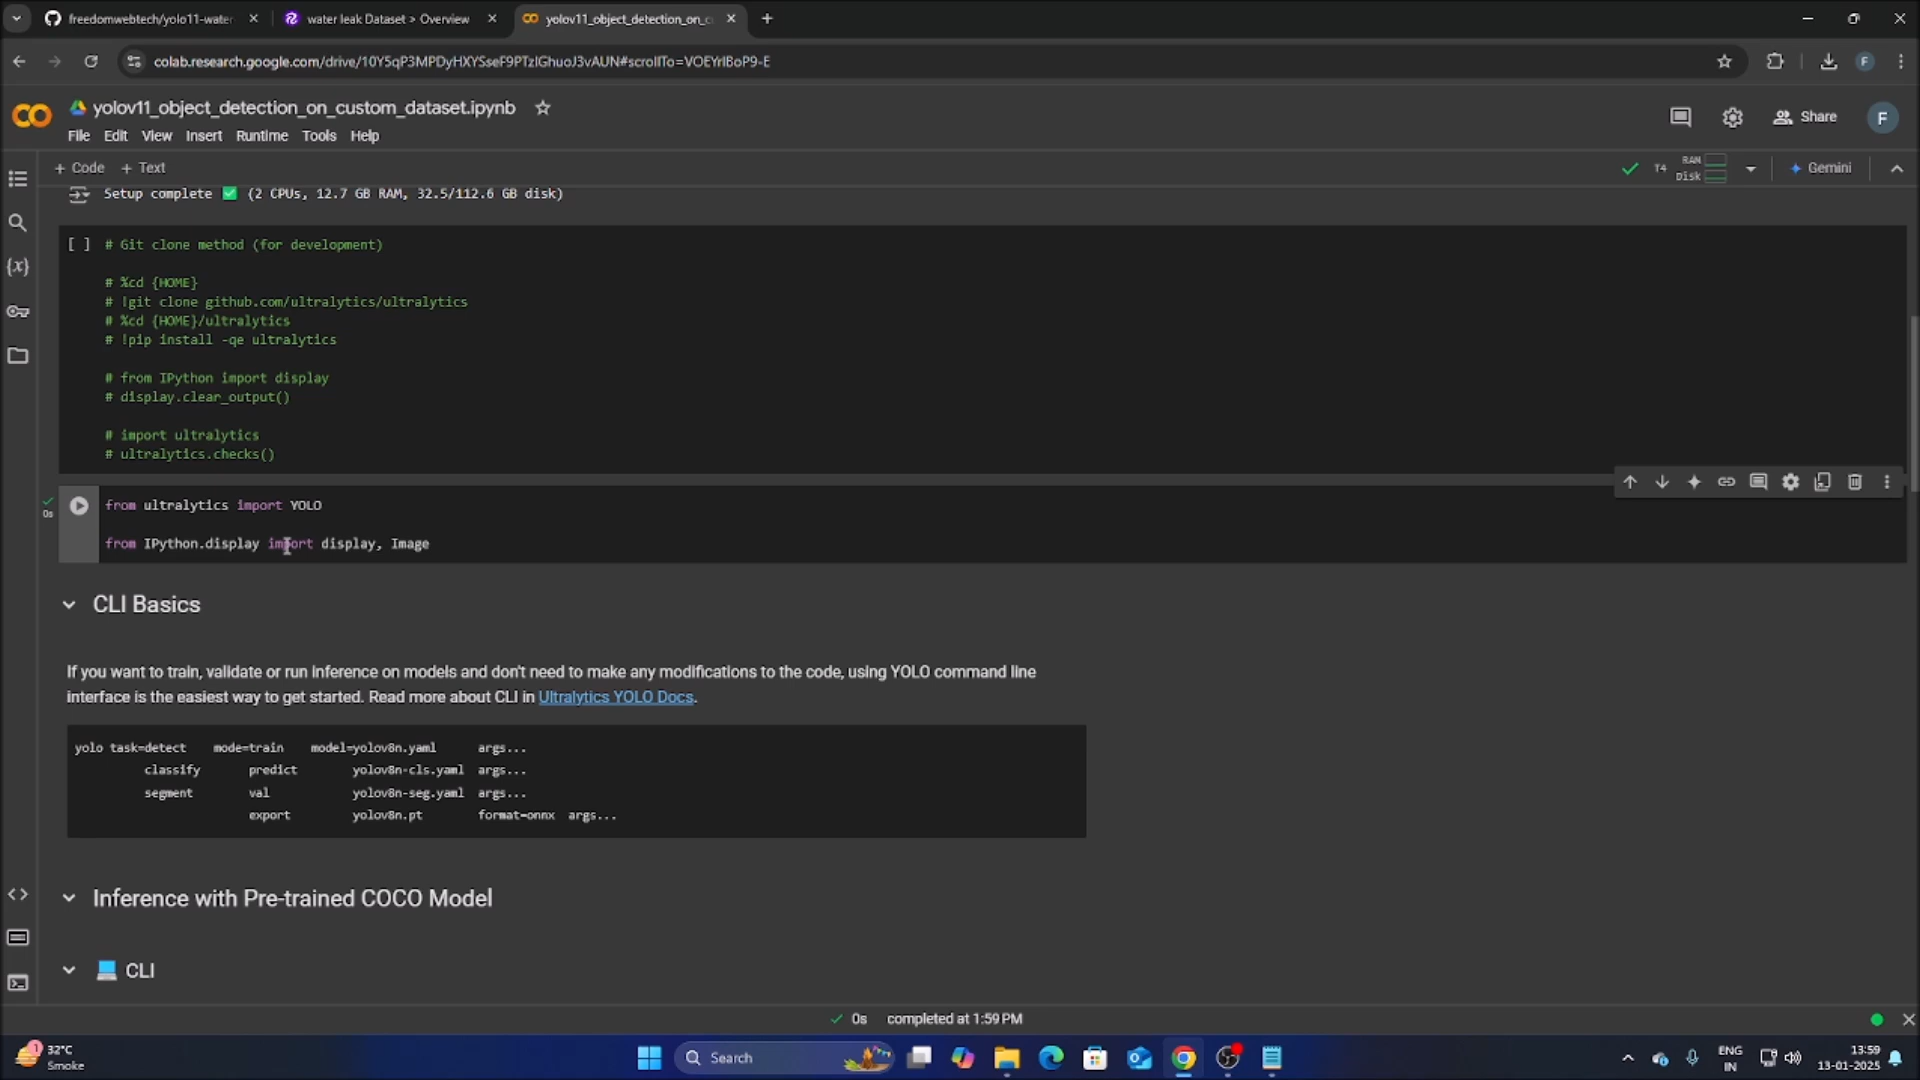 freedomwebtech/yolo11-water
water leak Dataset > Overview
yolov11_object_detection_on_c
colab.research.google.com/drive/10Y5qP3MPDyHXYSseF9PTzlGhuoJ3vAUN#scrollTo=VOEYrlBoP9-E
F
yolov11_object_detection_on_custom_dataset.ipynb
Share
F
File Edit View Insert Runtime Tools Help
+ Code + Text
T4 RAM
Disk
Gemini
Setup complete ✅ (2 CPUs, 12.7 GB RAM, 32.5/112.6 GB disk)
[ ] # Git clone method (for development)
# %cd {HOME}
# !git clone github.com/ultralytics/ultralytics
# %cd {HOME}/ultralytics
# !pip install -qe ultralytics
# from IPython import display
# display.clear_output()
# import ultralytics
# ultralytics.checks()
from ultralytics import YOLO
0s
from IPython.display import display, Image
CLI Basics
If you want to train, validate or run inference on models and don't need to make any modifications to the code, using YOLO command line
interface is the easiest way to get started. Read more about CLI in Ultralytics YOLO Docs.
yolo task=detect mode=train model=yolov8n.yaml args...
classify predict yolov8n-cls.yaml args...
segment val yolov8n-seg.yaml args...
export yolov8n.pt format=onnx args...
Inference with Pre-trained COCO Model
💻 CLI
0s completed at 1:59 PM
1
32°C
Smoke
Search
ENG
IN
13:59
13-01-2025